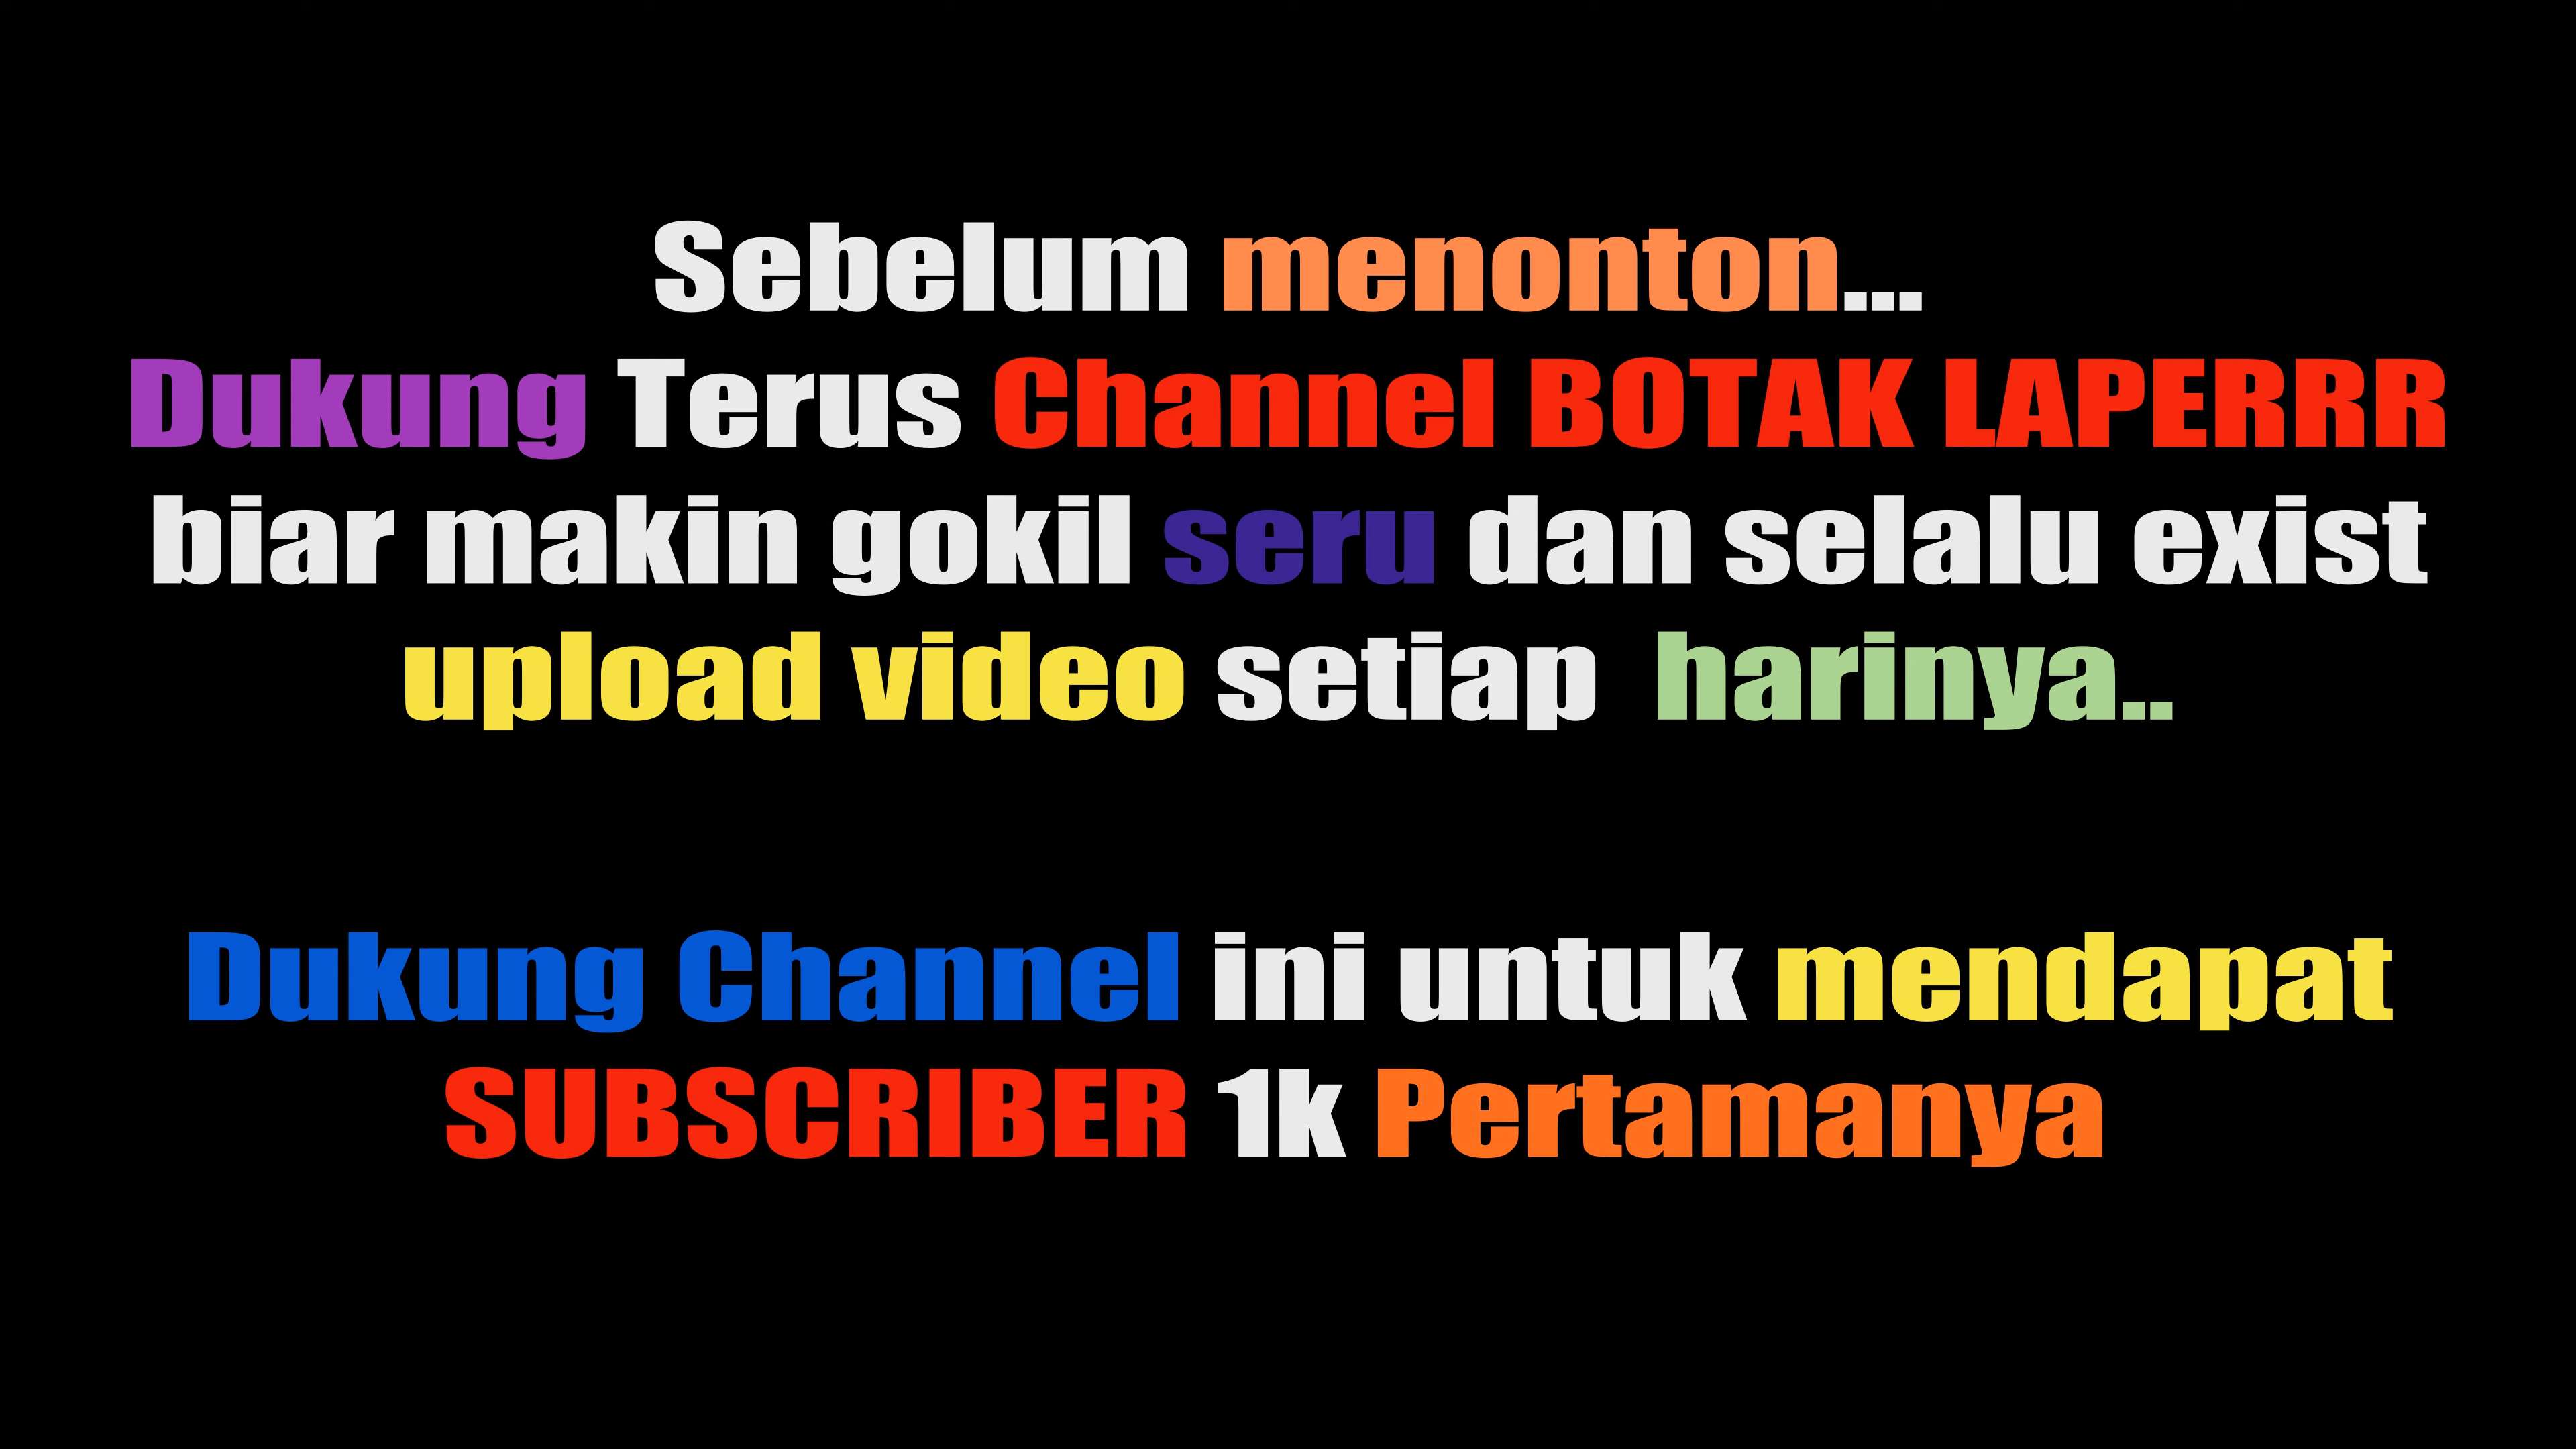 Sebelum menonton...
Dukung Terus Channel BOTAK LAPERRR
biar makin gokil seru dan selalu exist
upload video setiap  harinya..
Dukung Channel ini untuk mendapat
SUBSCRIBER 1k Pertamanya